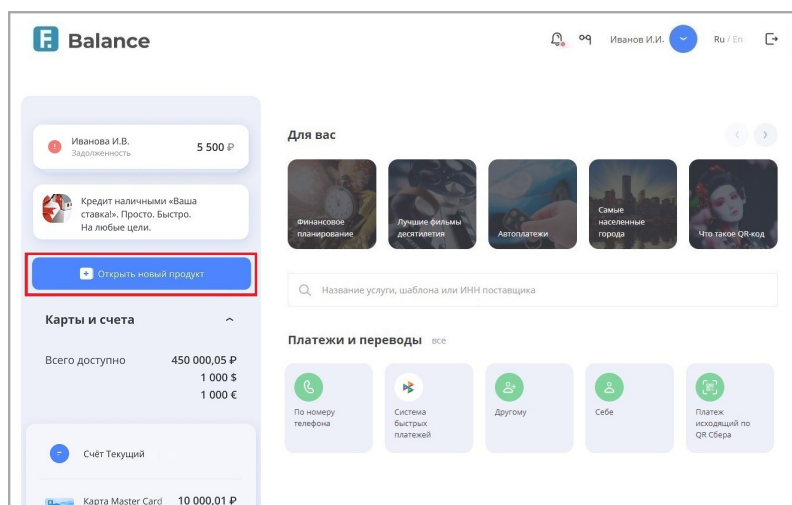 F. Balance
Иванов И.И.
Ru / En
Иванова И.В.
Задолженность
5 500 ₽
Кредит наличными «Ваша
ставка!». Просто. Быстро.
На любые цели.
Открыть новый продукт
Карты и счета
Всего доступно
450 000,05 ₽
1 000 $
1 000 €
Счёт Текущий
Карта Master Card
10 000,01 ₽
Для вас
Финансовое
планирование
Лучшие фильмы
десятилетия
Автоплатежи
Самые
населенные
города
Что такое QR-код
Название услуги, шаблона или ИНН поставщика
Платежи и переводы все
По номеру
телефона
Система
быстрых
платежей
Другому
Себе
Платеж
исходящий по
QR Сбера